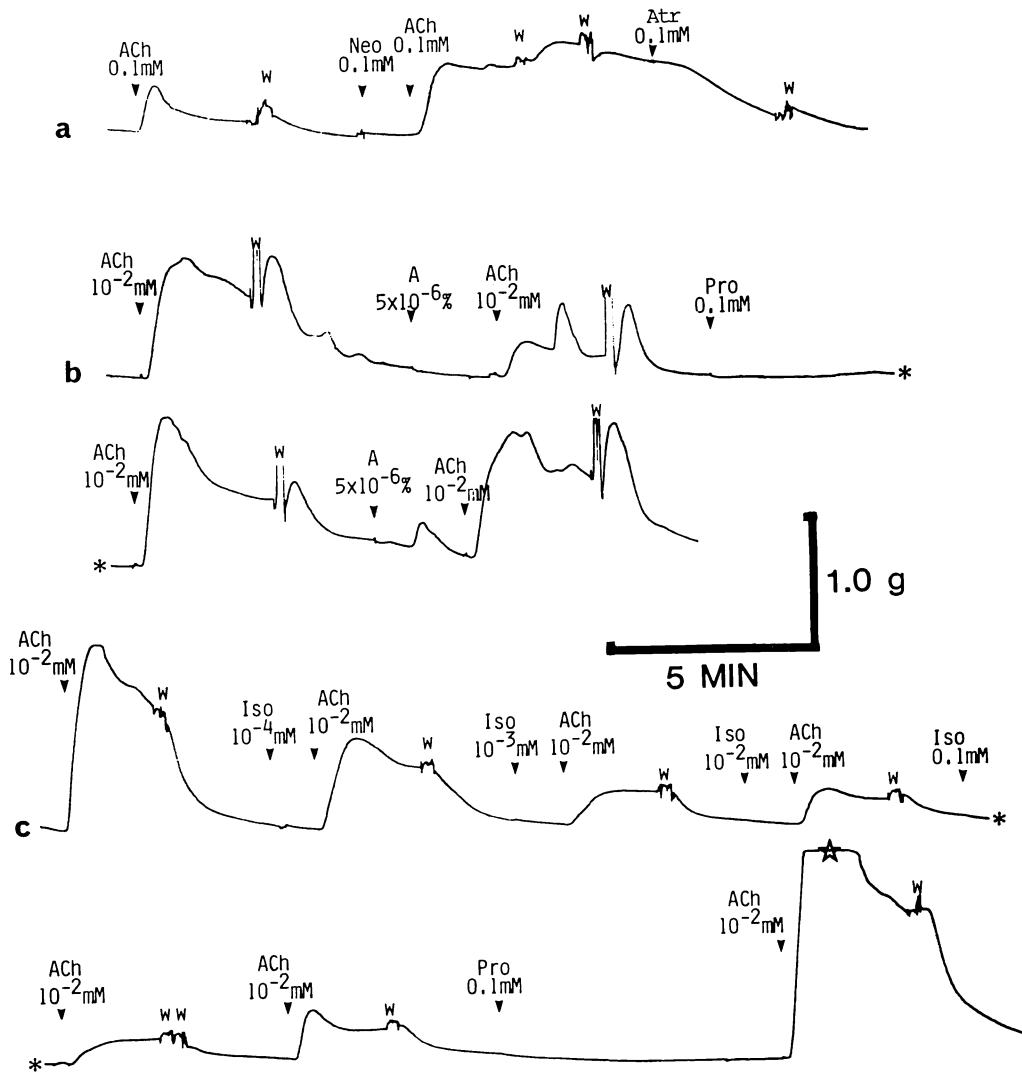 ACh
0.1mM
W
Neo
0.1mM
ACh
0.1mM
W
W
Atr
0.1mM
W
a
ACh
10⁻²mM
W
A
5x10⁻⁶%
ACh
10⁻²mM
W
Pro
0.1mM
b
*
ACh
10⁻²mM
W
A
5x10⁻⁶%
ACh
10⁻²mM
W
*
1.0 g
5 MIN
ACh
10⁻²mM
W
Iso
10⁻⁴mM
ACh
10⁻²mM
W
Iso
10⁻³mM
ACh
10⁻²mM
W
Iso
10⁻²mM
ACh
10⁻²mM
W
Iso
0.1mM
c
*
ACh
10⁻²mM
W W
ACh
10⁻²mM
W
Pro
0.1mM
ACh
10⁻²mM
W
*